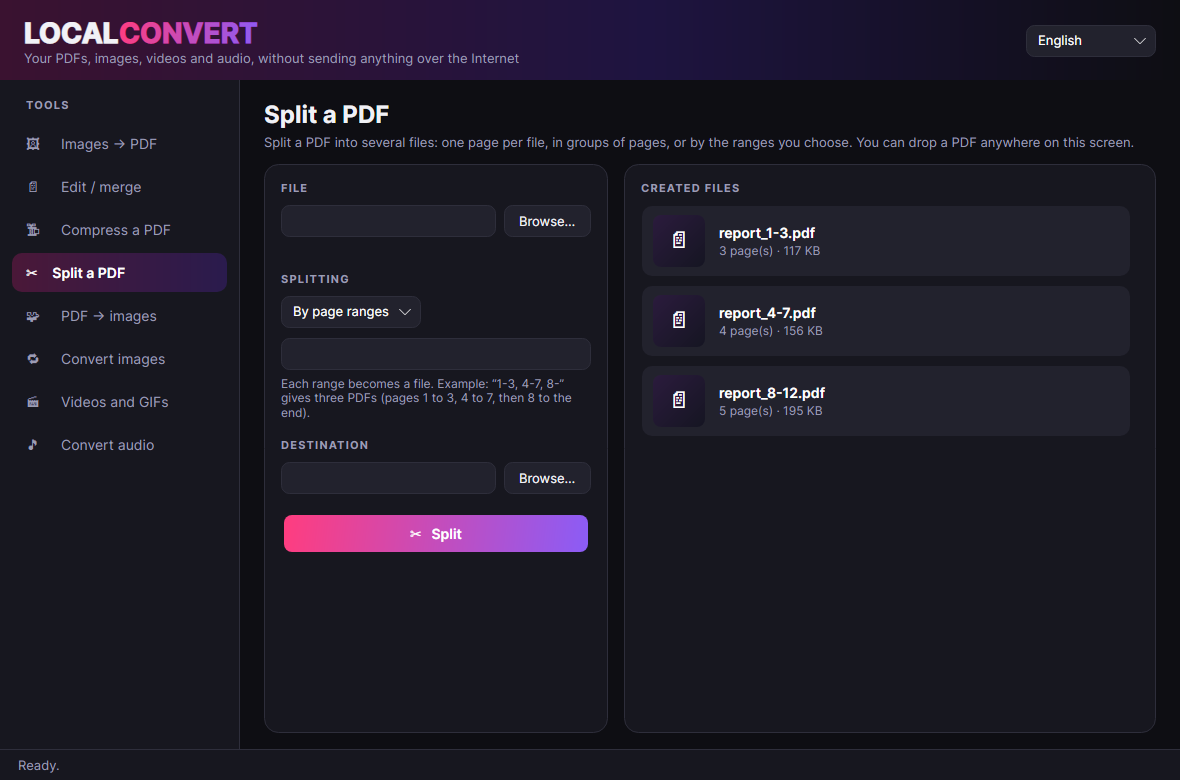 LOCALCONVERT
Your PDFs, images, videos and audio, without sending anything over the Internet
English
TOOLS
Images → PDF
Edit / merge
Compress a PDF
Split a PDF
PDF → images
Convert images
Videos and GIFs
Convert audio
Split a PDF
Split a PDF into several files: one page per file, in groups of pages, or by the ranges you choose. You can drop a PDF anywhere on this screen.
FILE
Browse...
SPLITTING
By page ranges
Each range becomes a file. Example: “1-3, 4-7, 8-”
gives three PDFs (pages 1 to 3, 4 to 7, then 8 to the
end).
DESTINATION
Browse...
Split
CREATED FILES
report_1-3.pdf
3 page(s) · 117 KB
report_4-7.pdf
4 page(s) · 156 KB
report_8-12.pdf
5 page(s) · 195 KB
Ready.